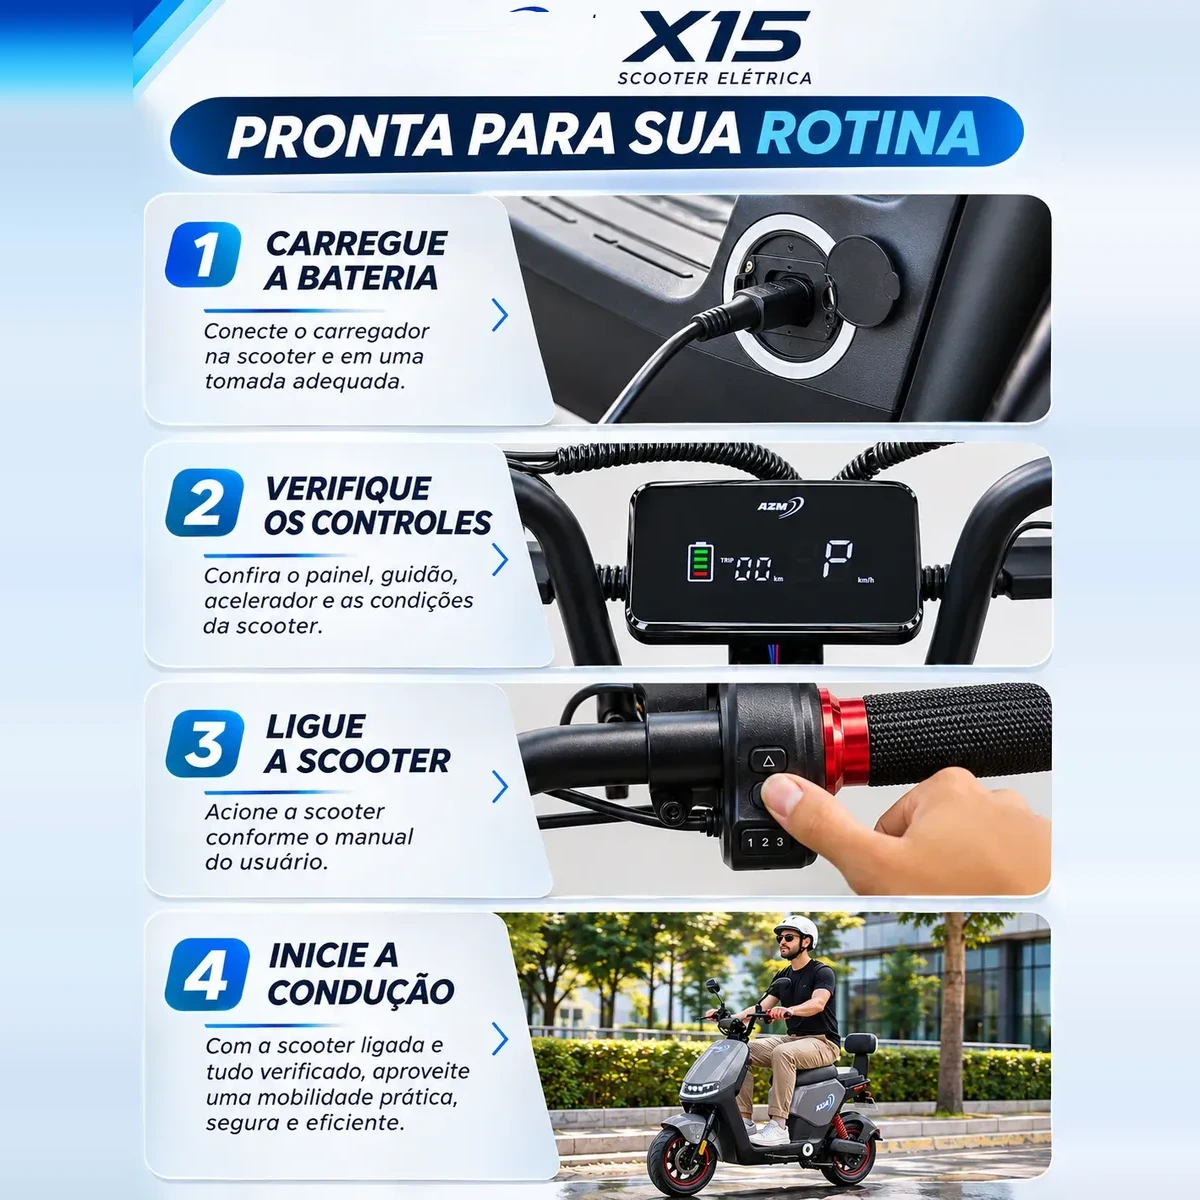 X15
SCOOTER ELÉTRICA
PRONTA PARA SUA ROTINA
1
CARREGUE
A BATERIA
Conecte o carregador
na scooter e em uma
tomada adequada.
2
VERIFIQUE
OS CONTROLES
Confira o painel, guidão,
acelerador e as condições
da scooter.
AZM
TRIP 00 km
P
km/h
3
LIGUE
A SCOOTER
Acione a scooter
conforme o manual
do usuário.
1 2 3
4
INICIE A
CONDUÇÃO
Com a scooter ligada e
tudo verificado, aproveite
uma mobilidade prática,
segura e eficiente.